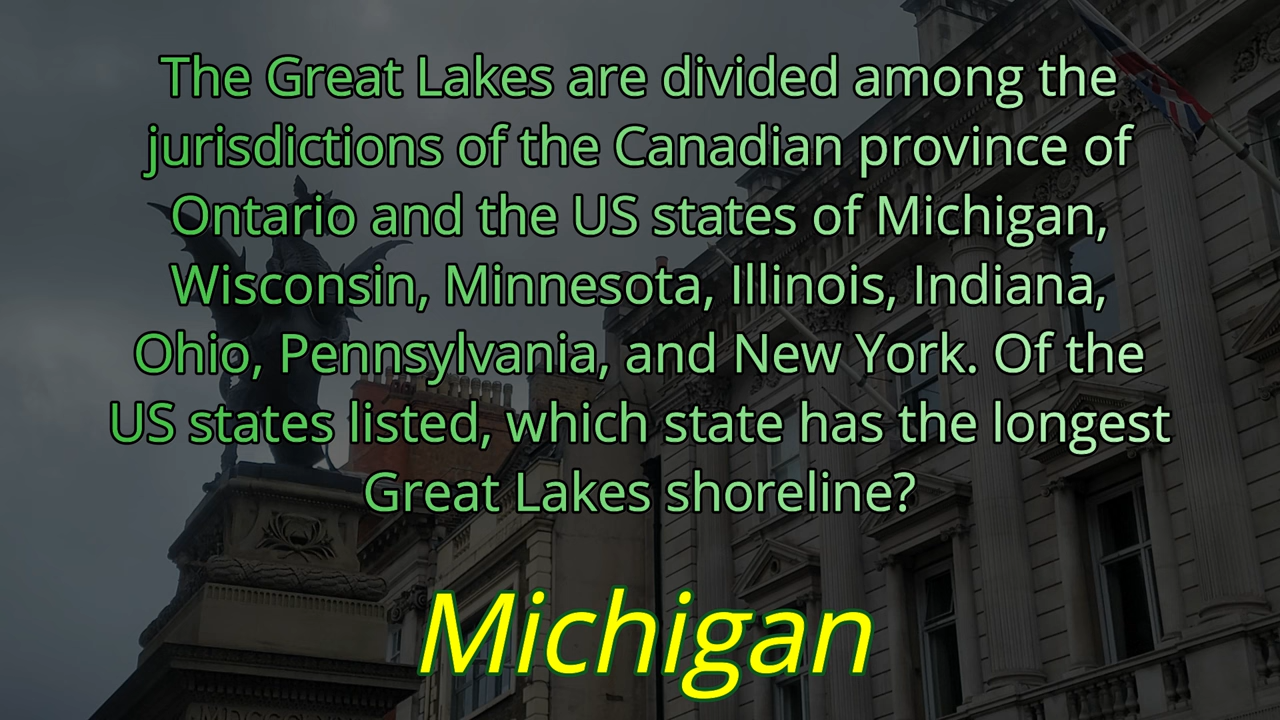 The Great Lakes are divided among the
jurisdictions of the Canadian province of
Ontario and the US states of Michigan,
Wisconsin, Minnesota, Illinois, Indiana,
Ohio, Pennsylvania, and New York. Of the
US states listed, which state has the longest
Great Lakes shoreline?
Michigan